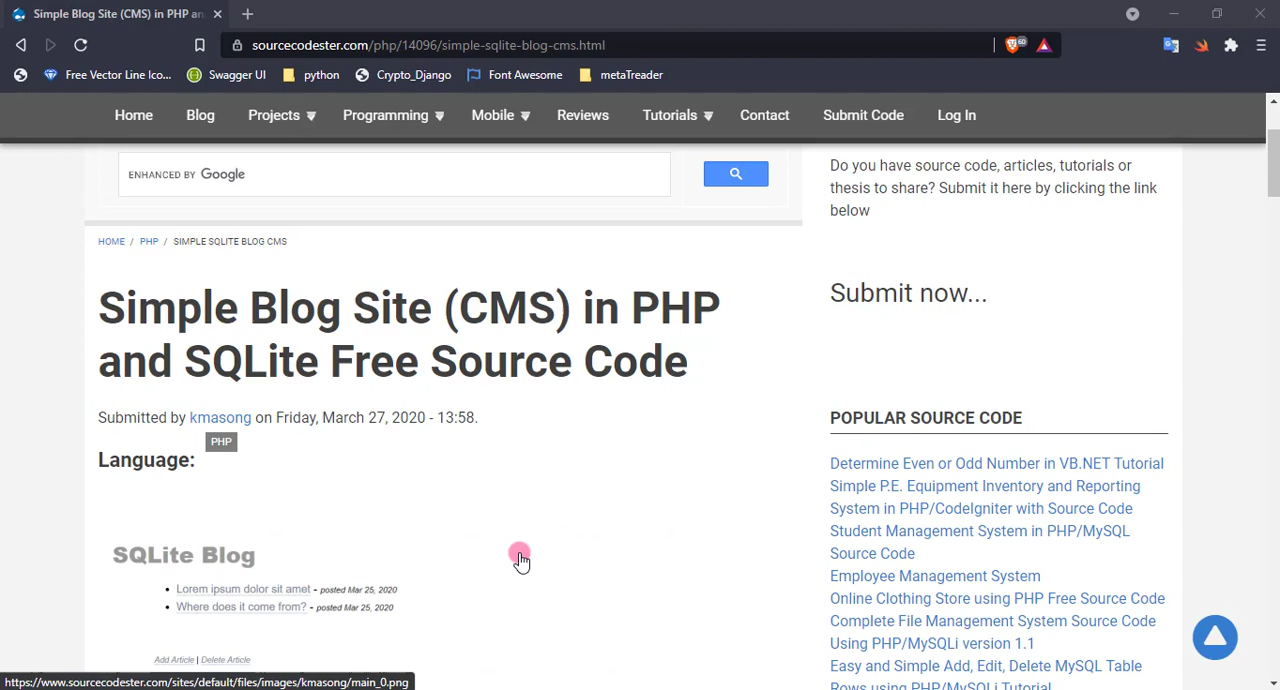 Simple Blog Site (CMS) in PHP an
sourcecodester.com/php/14096/simple-sqlite-blog-cms.html
60
Free Vector Line Ico...
Swagger UI
python
Crypto_Django
Font Awesome
metaTreader
Home
Blog
Projects
Programming
Mobile
Reviews
Tutorials
Contact
Submit Code
Log In
ENHANCED BY Google
Do you have source code, articles, tutorials or
thesis to share? Submit it here by clicking the link
below
HOME / PHP / SIMPLE SQLITE BLOG CMS
Submit now...
Simple Blog Site (CMS) in PHP
and SQLite Free Source Code
Submitted by kmasong on Friday, March 27, 2020 - 13:58.
PHP
Language:
SQLite Blog
Lorem ipsum dolor sit amet - posted Mar 25, 2020
Where does it come from? - posted Mar 25, 2020
Add Article | Delete Article
POPULAR SOURCE CODE
Determine Even or Odd Number in VB.NET Tutorial
Simple P.E. Equipment Inventory and Reporting
System in PHP/CodeIgniter with Source Code
Student Management System in PHP/MySQL
Source Code
Employee Management System
Online Clothing Store using PHP Free Source Code
Complete File Management System Source Code
Using PHP/MySQLi version 1.1
Easy and Simple Add, Edit, Delete MySQL Table
Rows using PHP/MySQLi Tutorial
https://www.sourcecodester.com/sites/default/files/images/kmasong/main_0.png